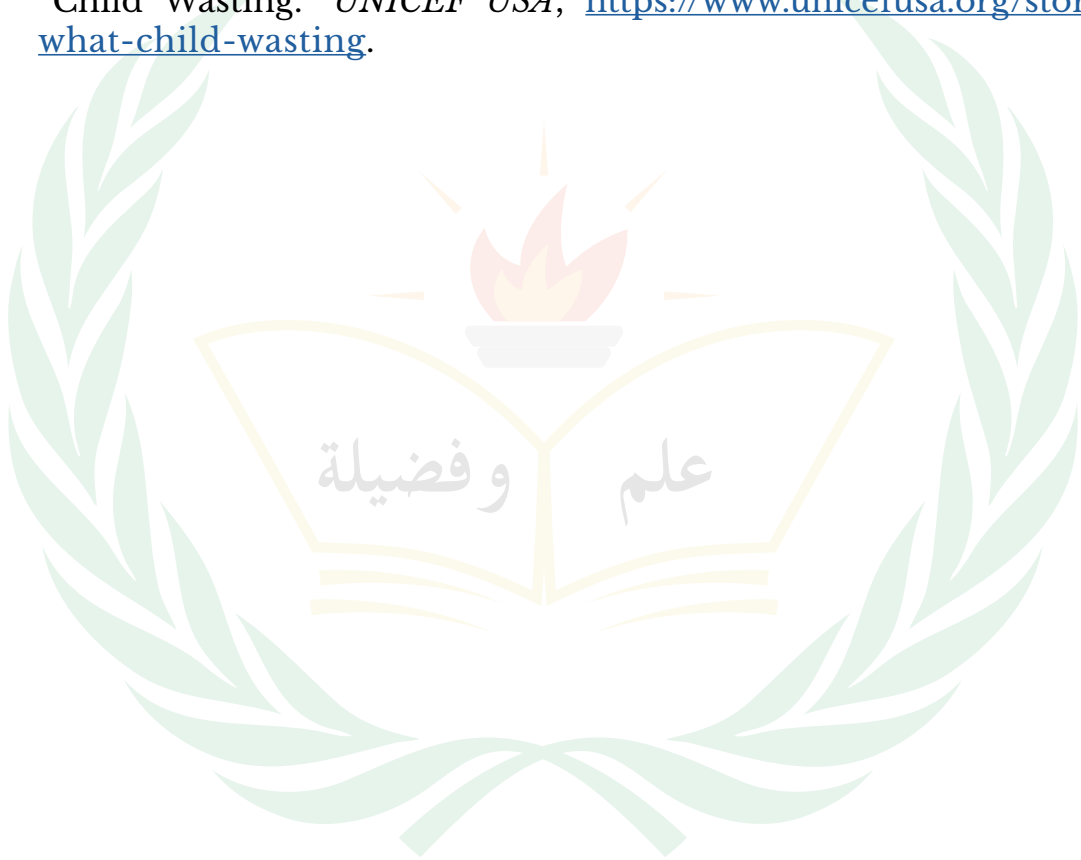 "Child Wasting." UNICEF USA, https://www.unicefusa.org/stor
what-child-wasting.
علم وفضيلة